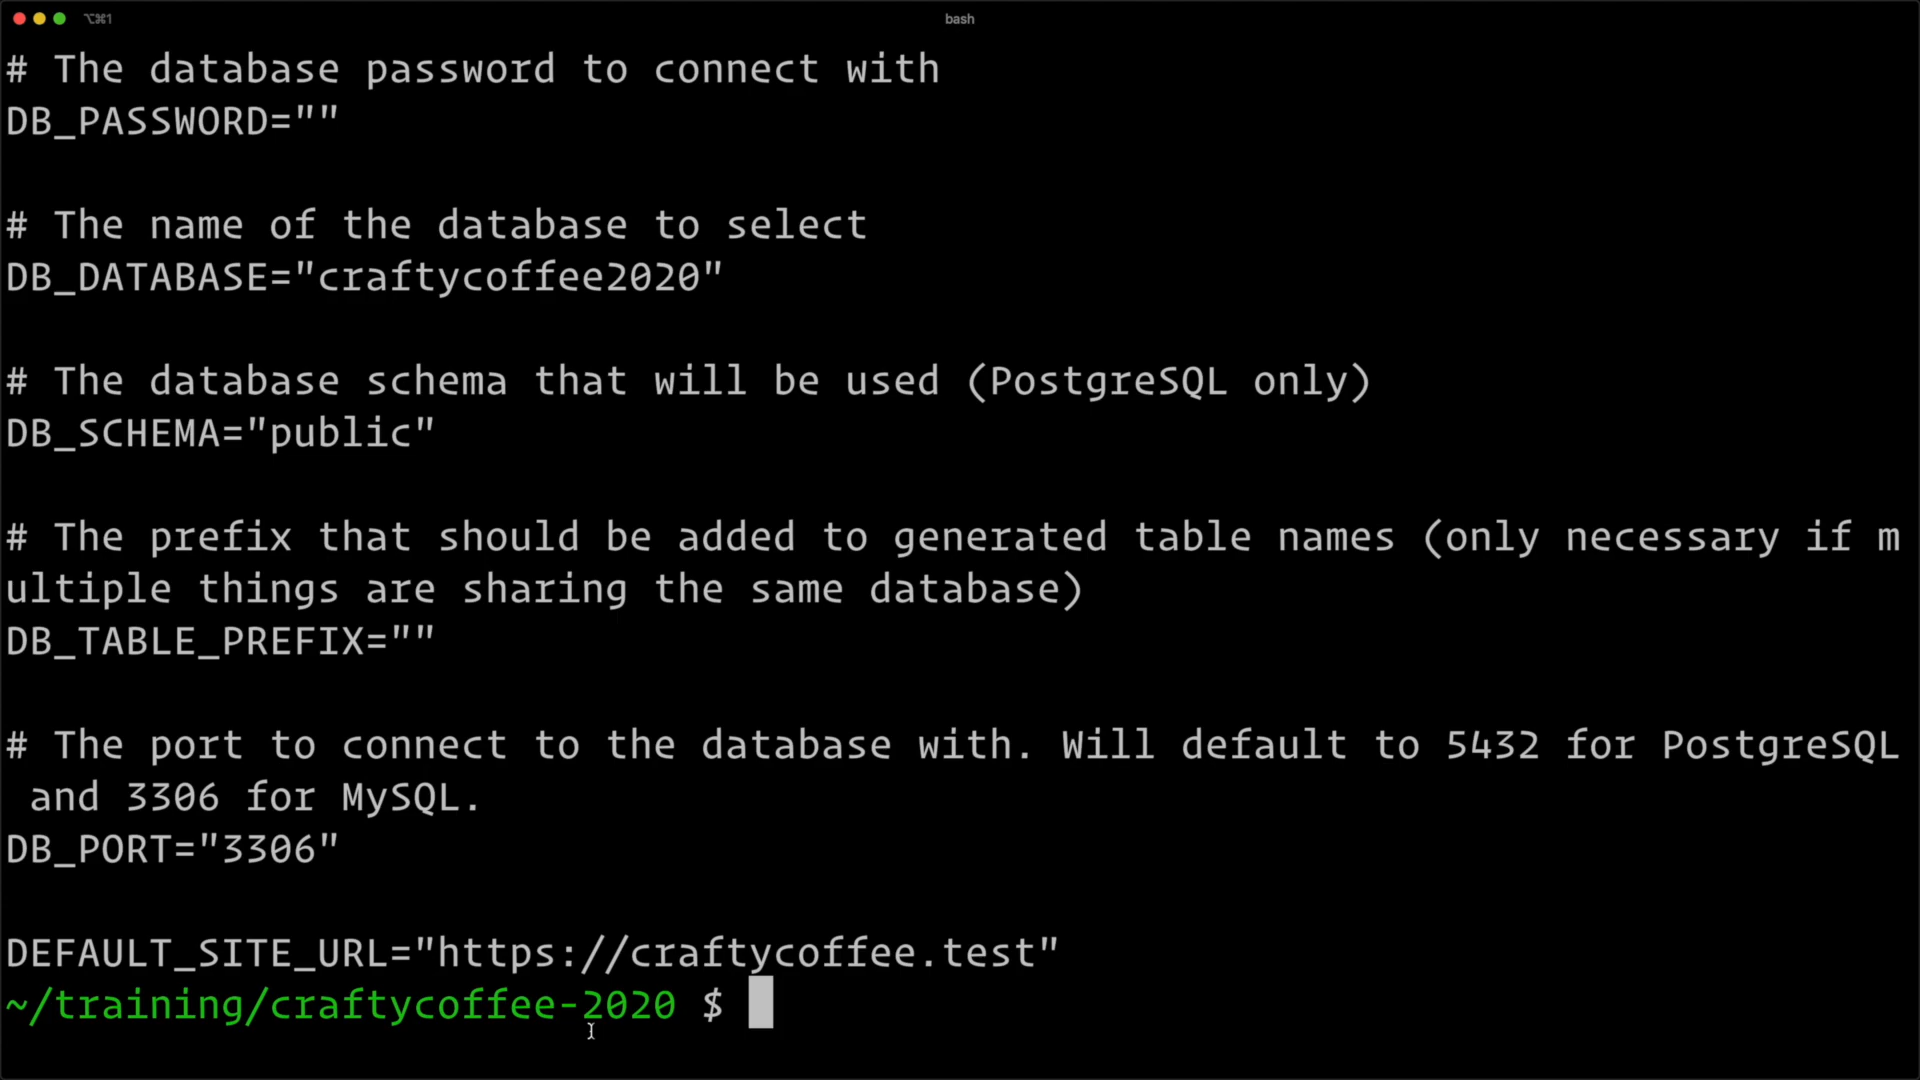 ⌥⌘1
bash
# The database password to connect with
DB_PASSWORD=""
# The name of the database to select
DB_DATABASE="craftycoffee2020"
# The database schema that will be used (PostgreSQL only)
DB_SCHEMA="public"
# The prefix that should be added to generated table names (only necessary if m
ultiple things are sharing the same database)
DB_TABLE_PREFIX=""
# The port to connect to the database with. Will default to 5432 for PostgreSQL
and 3306 for MySQL.
DB_PORT="3306"
DEFAULT_SITE_URL="https://craftycoffee.test"
~/training/craftycoffee-2020 $